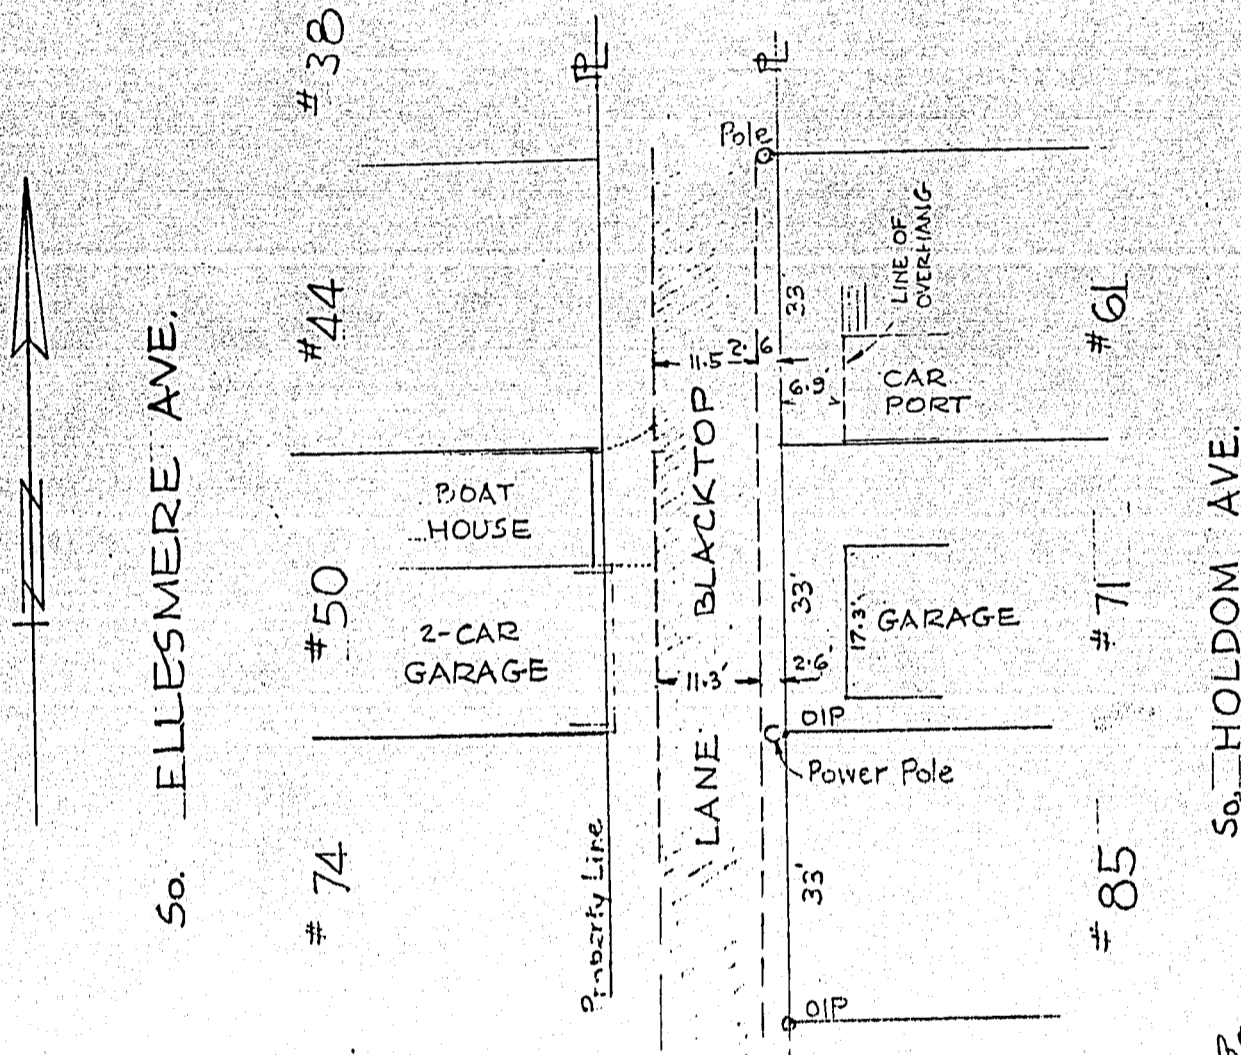 So. ELLESMERE AVE.
# 38
# 44
# 50
# 74
BOAT
HOUSE
2-CAR
GARAGE
Property Line
PL
PL
LANE BLACKTOP
11.5
2.6
11.3'
2.6'
Pole
33'
33'
33'
6.9'
LINE OF
OVERHANG
CAR
PORT
17.3'
GARAGE
OIP
Power Pole
OIP
# 61
# 71
# 85
So. HOLDOM AVE.